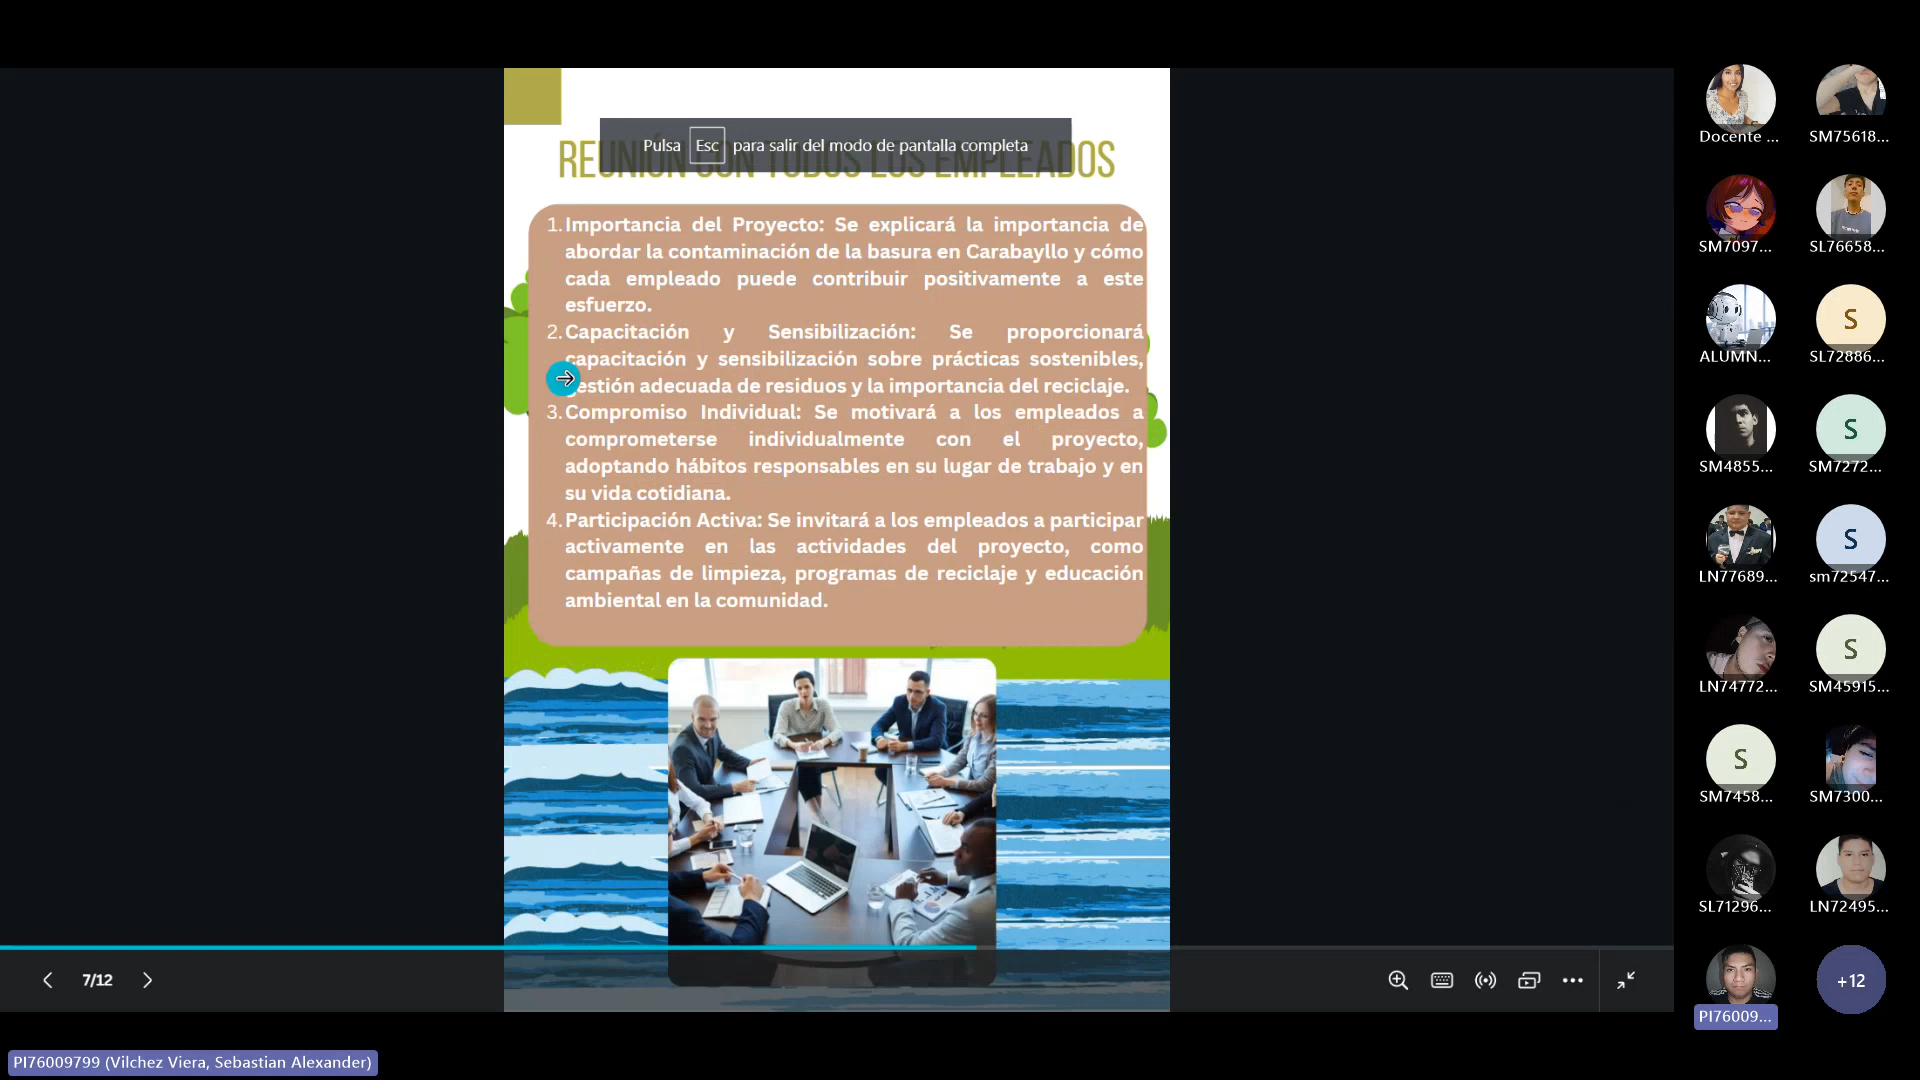 Pulsa Esc para salir del modo de pantalla completa
REUNIÓN CON TODOS LOS EMPLEADOS
1. Importancia del Proyecto: Se explicará la importancia de
abordar la contaminación de la basura en Carabayllo y cómo
cada empleado puede contribuir positivamente a este
esfuerzo.
2. Capacitación y Sensibilización: Se proporcionará
capacitación y sensibilización sobre prácticas sostenibles,
gestión adecuada de residuos y la importancia del reciclaje.
3. Compromiso Individual: Se motivará a los empleados a
comprometerse individualmente con el proyecto,
adoptando hábitos responsables en su lugar de trabajo y en
su vida cotidiana.
4. Participación Activa: Se invitará a los empleados a participar
activamente en las actividades del proyecto, como
campañas de limpieza, programas de reciclaje y educación
ambiental en la comunidad.
7/12
Docente ... SM75618...
SM7097... SL76658...
S
ALUMN... SL72886...
S
SM4855... SM7272...
S
LN77689... sm72547...
S
LN74772... SM45915...
S
SM7458... SM7300...
SL71296... LN72495...
+12
PI76009...
PI76009799 (Vilchez Viera, Sebastian Alexander)